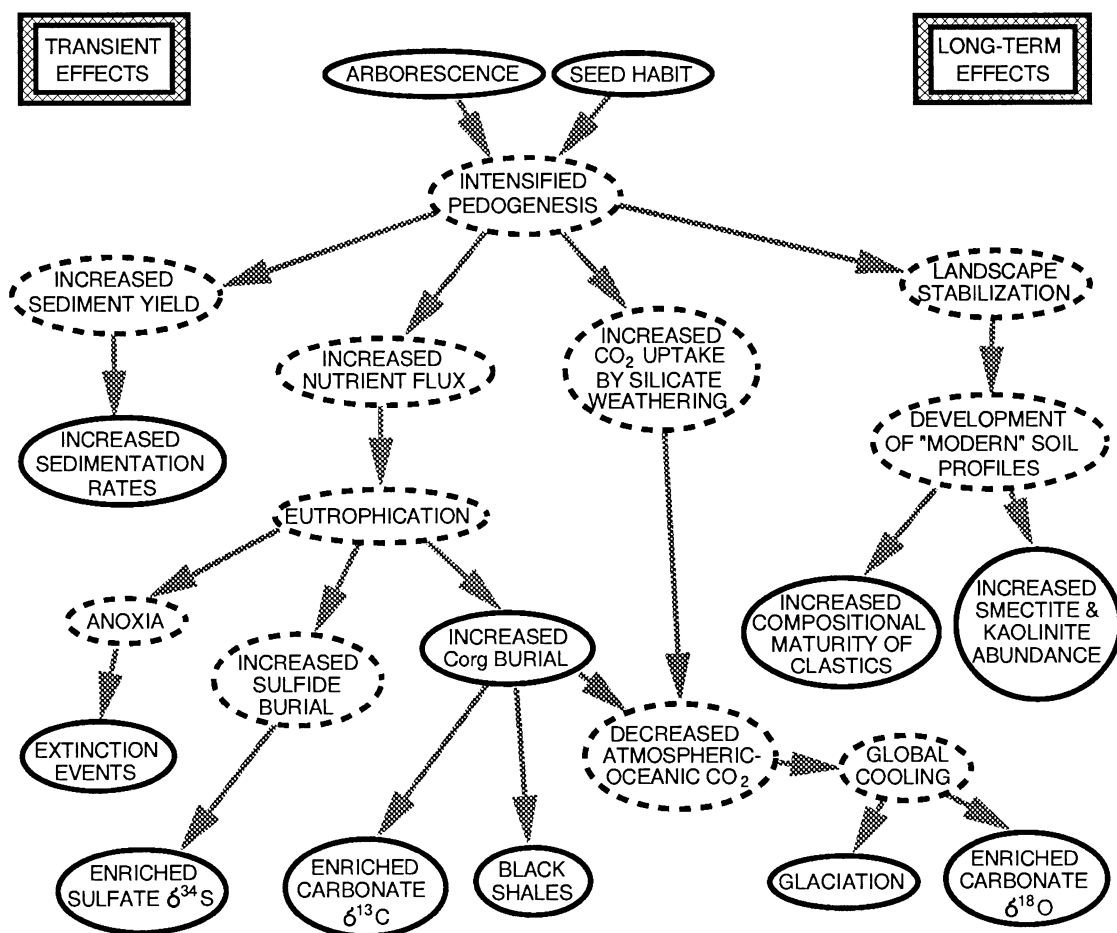 TRANSIENT
EFFECTS
ARBORESCENCE
SEED HABIT
LONG-TERM
EFFECTS
INTENSIFIED
PEDOGENESIS
INCREASED
SEDIMENT YIELD
LANDSCAPE
STABILIZATION
INCREASED
NUTRIENT FLUX
INCREASED
CO₂ UPTAKE
BY SILICATE
WEATHERING
INCREASED
SEDIMENTATION
RATES
DEVELOPMENT
OF "MODERN" SOIL
PROFILES
EUTROPHICATION
ANOXIA
INCREASED
SULFIDE
BURIAL
INCREASED
Corg BURIAL
INCREASED
COMPOSITIONAL
MATURITY OF
CLASTICS
INCREASED
SMECTITE &
KAOLINITE
ABUNDANCE
EXTINCTION
EVENTS
DECREASED
ATMOSPHERIC-
OCEANIC CO₂
GLOBAL
COOLING
ENRICHED
SULFATE δ³⁴S
ENRICHED
CARBONATE
δ¹³C
BLACK
SHALES
GLACIATION
ENRICHED
CARBONATE
δ¹⁸O